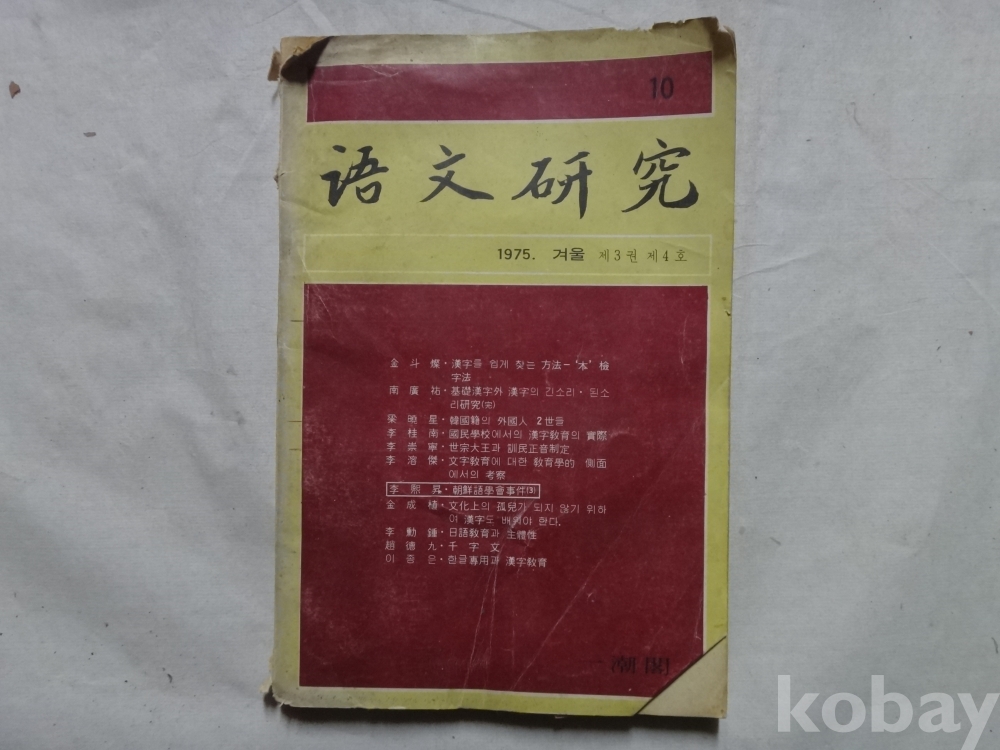 10
语文研究
1975. 겨울 제3권 제4호
金斗燦・漢字를 쉽게 찾는 方法－'本' 檢
字法
南廣祐・基礎漢字外 漢字의 긴소리・된소
리硏究(完)
梁曉星・韓國籍의 外國人 2世들
李桂南・國民學校에서의 漢字敎育의 實際
李崇寧・世宗大王과 訓民正音制定
李溶傑・文字敎育에 대한 敎育學的 側面
에서의 考察
李熙昇・朝鮮語學會事件(3)
金成植・文化上의 孤兒가 되지 않기 위하
여 漢字도 배워야 한다.
李勳鍾・日語敎育과 主體性
趙德九・千字文
이종은・한글專用과 漢字敎育
一潮閣
kobay